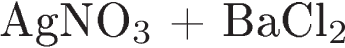 AgNO₃ + BaCl₂